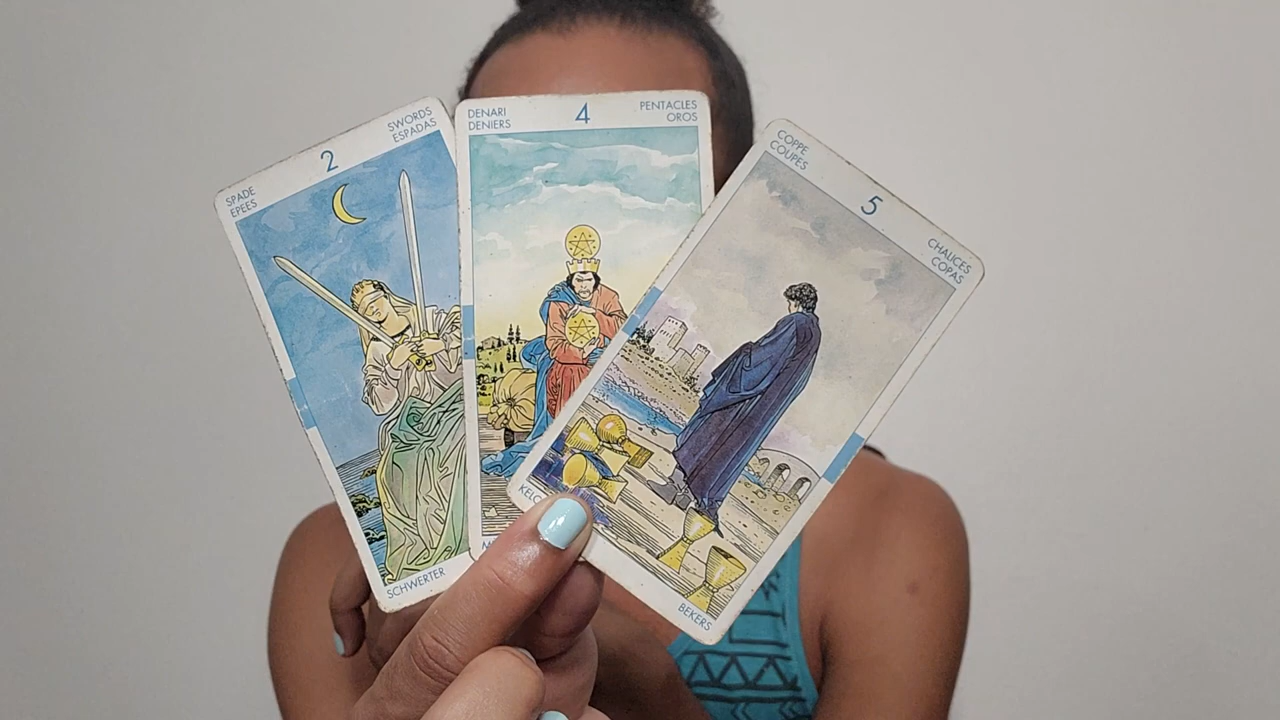 SPADE
EPEES
2
SWORDS
ESPADAS
SCHWERTER
DENARI
DENIERS
4
PENTACLES
OROS
COPPE
COUPES
5
CHALICES
COPAS
BEKERS